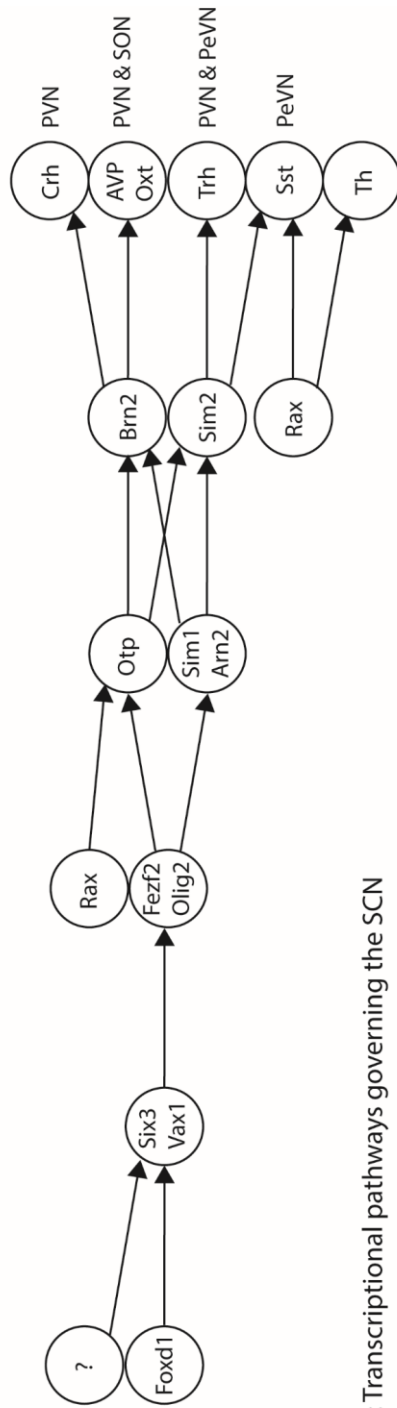 ?
Foxd1
Six3
Vax1
Rax
Fezf2
Olig2
Otp
Sim1
Arn2
Brn2
Sim2
Rax
Crh
AVP
Oxt
Trh
Sst
Th
PVN
PVN & SON
PVN & PeVN
PeVN
: Transcriptional pathways governing the SCN